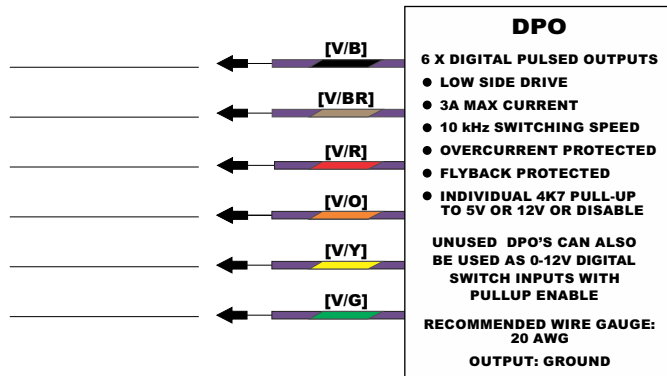 DPO
6 X DIGITAL PULSED OUTPUTS
● LOW SIDE DRIVE
● 3A MAX CURRENT
● 10 kHz SWITCHING SPEED
● OVERCURRENT PROTECTED
● FLYBACK PROTECTED
● INDIVIDUAL 4K7 PULL-UP
TO 5V OR 12V OR DISABLE
UNUSED DPO'S CAN ALSO
BE USED AS 0-12V DIGITAL
SWITCH INPUTS WITH
PULLUP ENABLE
RECOMMENDED WIRE GAUGE:
20 AWG
OUTPUT: GROUND
[V/B]
[V/BR]
[V/R]
[V/O]
[V/Y]
[V/G]